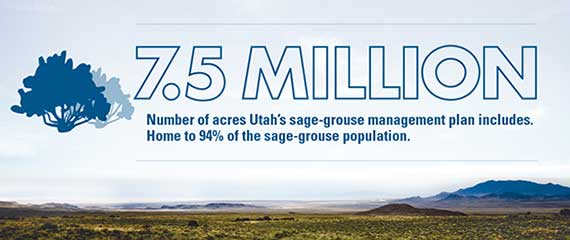 7.5 MILLION
Number of acres Utah's sage-grouse management plan includes.
Home to 94% of the sage-grouse population.